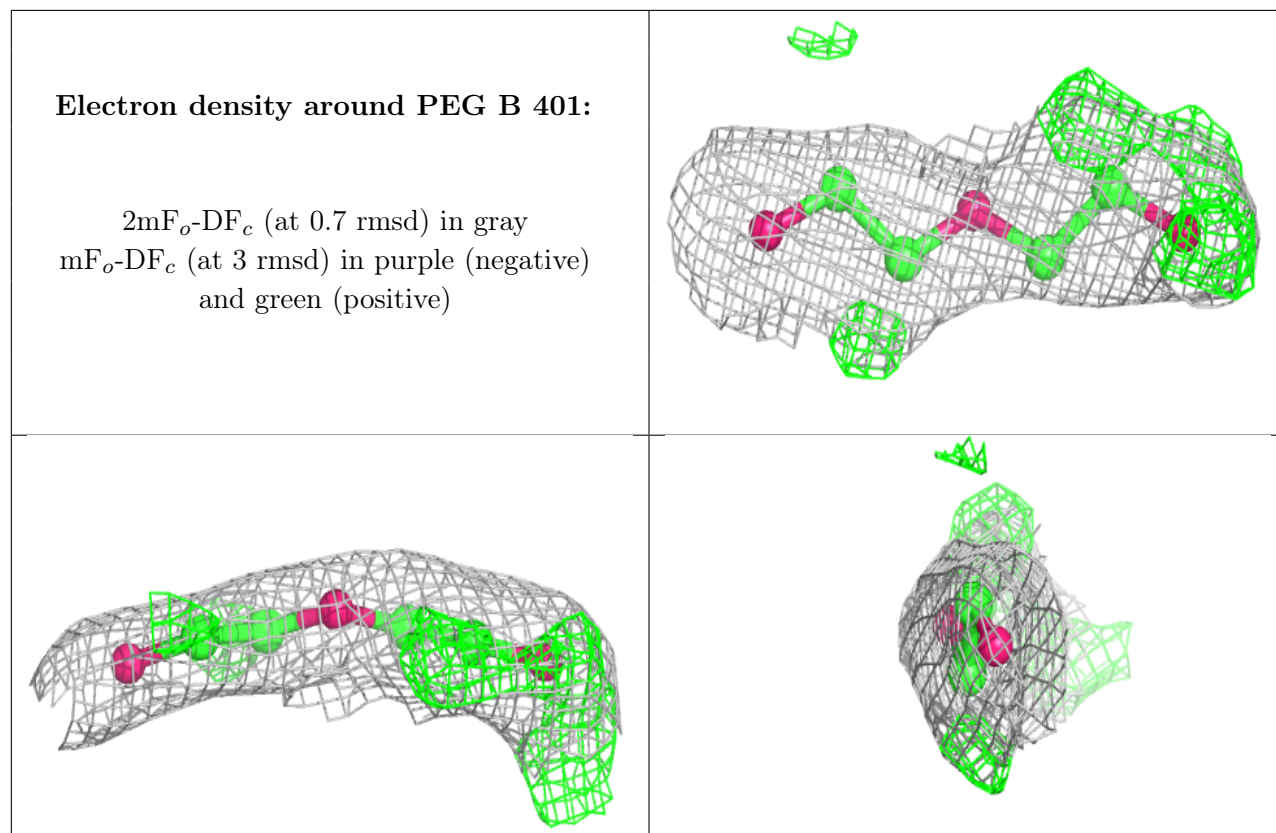 Electron density around PEG B 401:
2mFₒ-DF𝒸 (at 0.7 rmsd) in gray
mFₒ-DF𝒸 (at 3 rmsd) in purple (negative)
and green (positive)